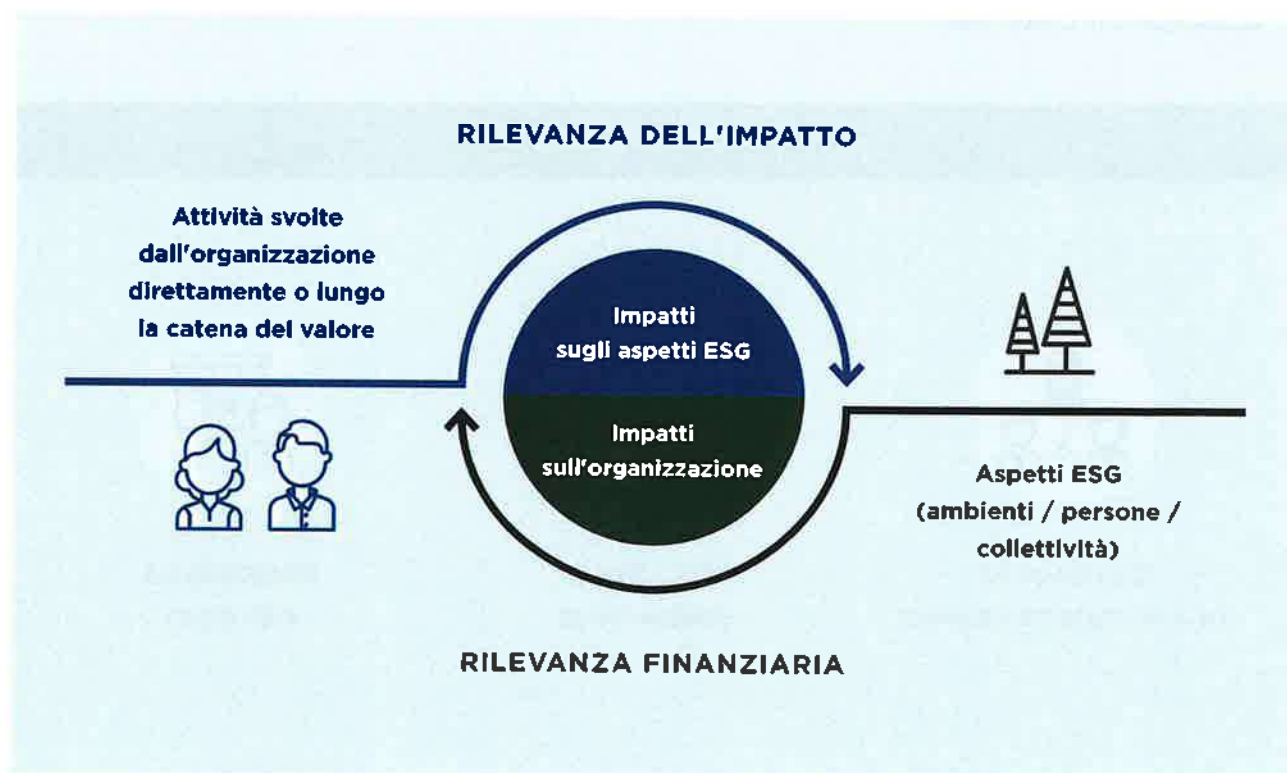 RILEVANZA DELL'IMPATTO
Attività svolte
dall'organizzazione
direttamente o lungo
la catena del valore
Impatti
sugli aspetti ESG
Impatti
sull'organizzazione
Aspetti ESG
(ambienti / persone /
collettività)
RILEVANZA FINANZIARIA